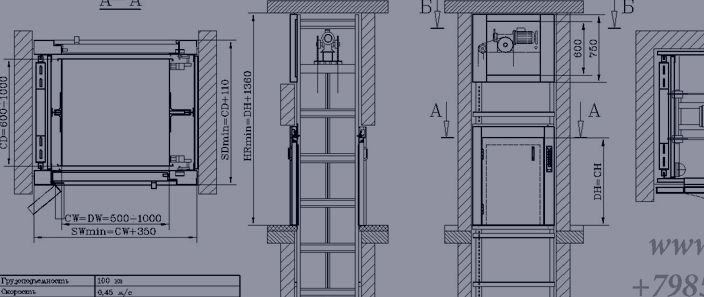 А–А
Б
Б
600
750
CD=600-1000
SDmin=CD+110
HRmin=DH+1360
А
А
DH=CH
CW=DW=500-1000
SWmin=CW+350
Грузоподъемность 100 кг
Скорость 0,45 м/с
www
+7985